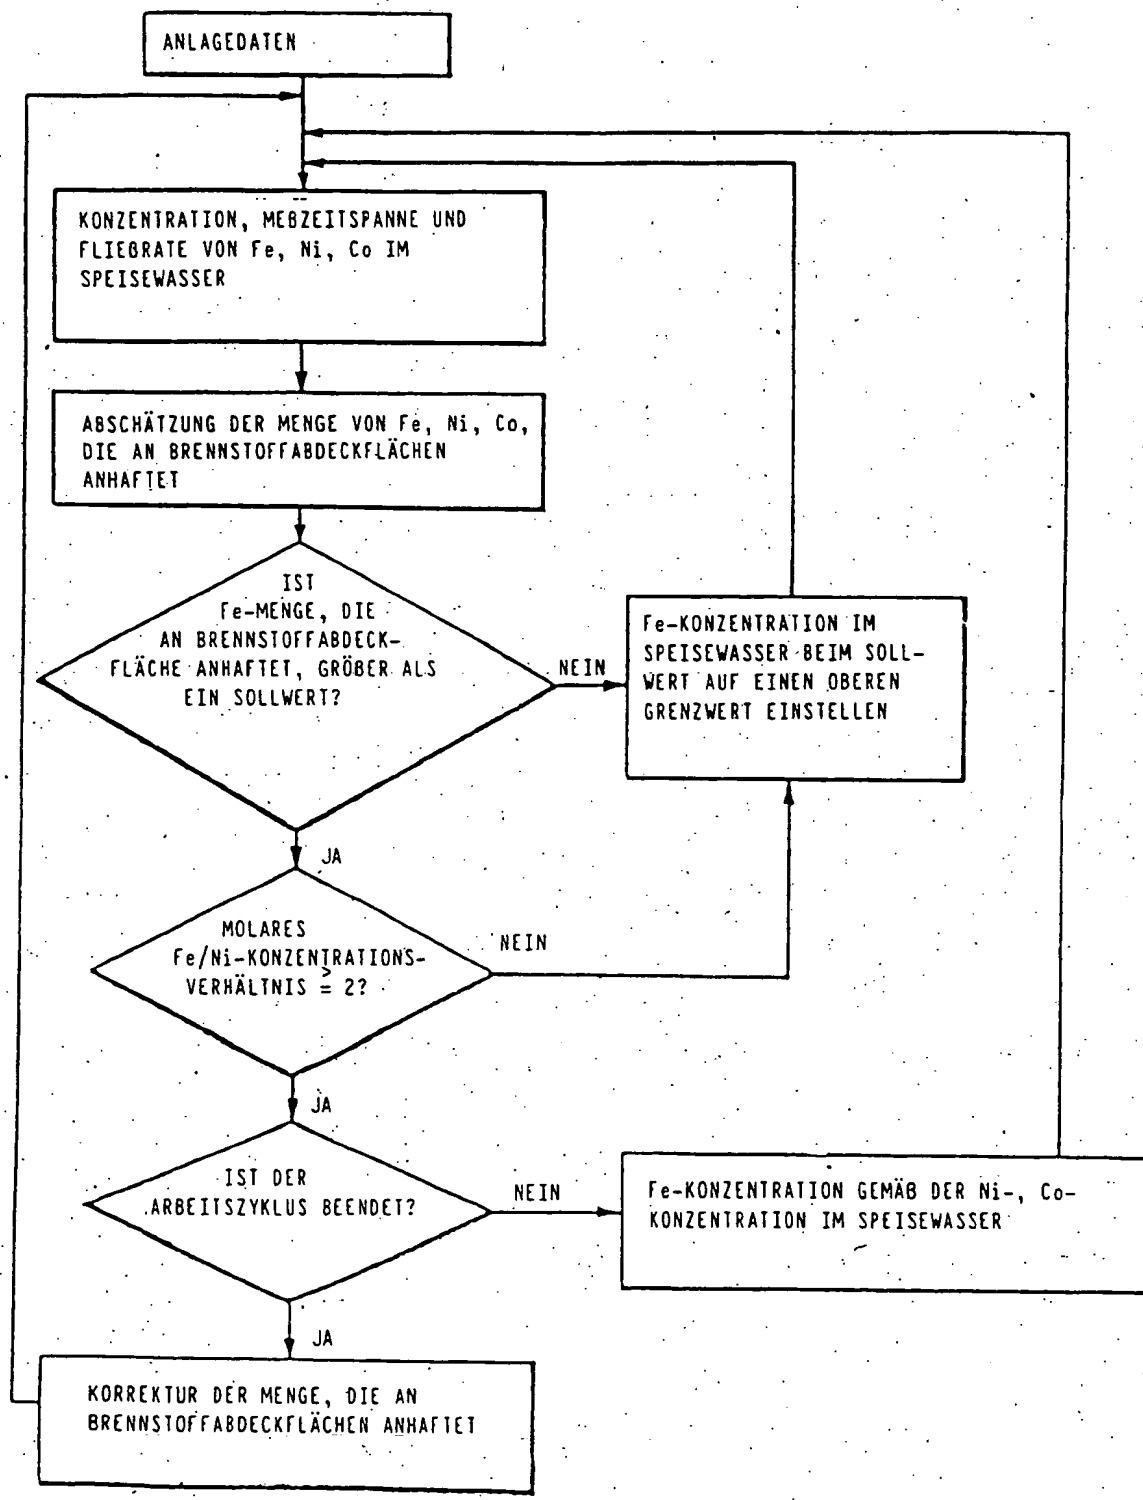 ANLAGEDATEN
KONZENTRATION, MEßZEITSPANNE UND
FLIEßRATE VON Fe, Ni, Co IM
SPEISEWASSER
ABSCHÄTZUNG DER MENGE VON Fe, Ni, Co,
DIE AN BRENNSTOFFABDECKFLÄCHEN
ANHAFTET
IST
Fe-MENGE, DIE
AN BRENNSTOFFABDECK-
FLÄCHE ANHAFTET, GRÖßER ALS
EIN SOLLWERT?
NEIN
Fe-KONZENTRATION IM
SPEISEWASSER BEIM SOLL-
WERT AUF EINEN OBEREN
GRENZWERT EINSTELLEN
JA
MOLARES
Fe/Ni-KONZENTRATIONS-
VERHÄLTNIS ≥ 2?
NEIN
JA
IST DER
ARBEITSZYKLUS BEENDET?
NEIN
Fe-KONZENTRATION GEMÄß DER Ni-, Co-
KONZENTRATION IM SPEISEWASSER
JA
KORREKTUR DER MENGE, DIE AN
BRENNSTOFFABDECKFLÄCHEN ANHAFTET